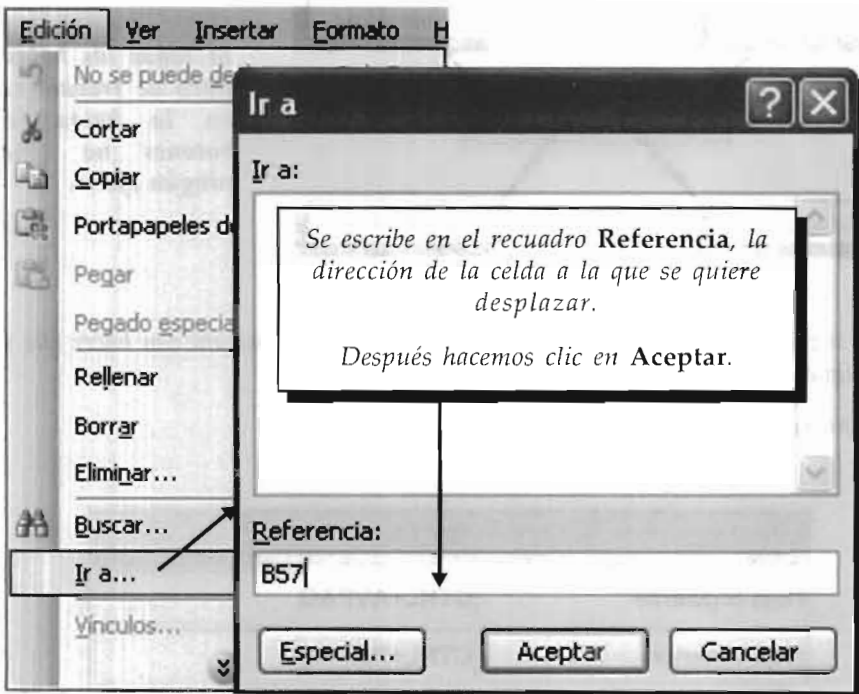 Edición Ver Insertar Formato H
No se puede de
Cortar
Copiar
Portapapeles d
Pegar
Pegado especia
Rellenar
Borrar
Eliminar...
Buscar...
Ir a...
Vínculos...
Ir a
Ir a:
Se escribe en el recuadro Referencia, la
dirección de la celda a la que se quiere
desplazar.
Después hacemos clic en Aceptar.
Referencia:
B57
Especial... Aceptar Cancelar